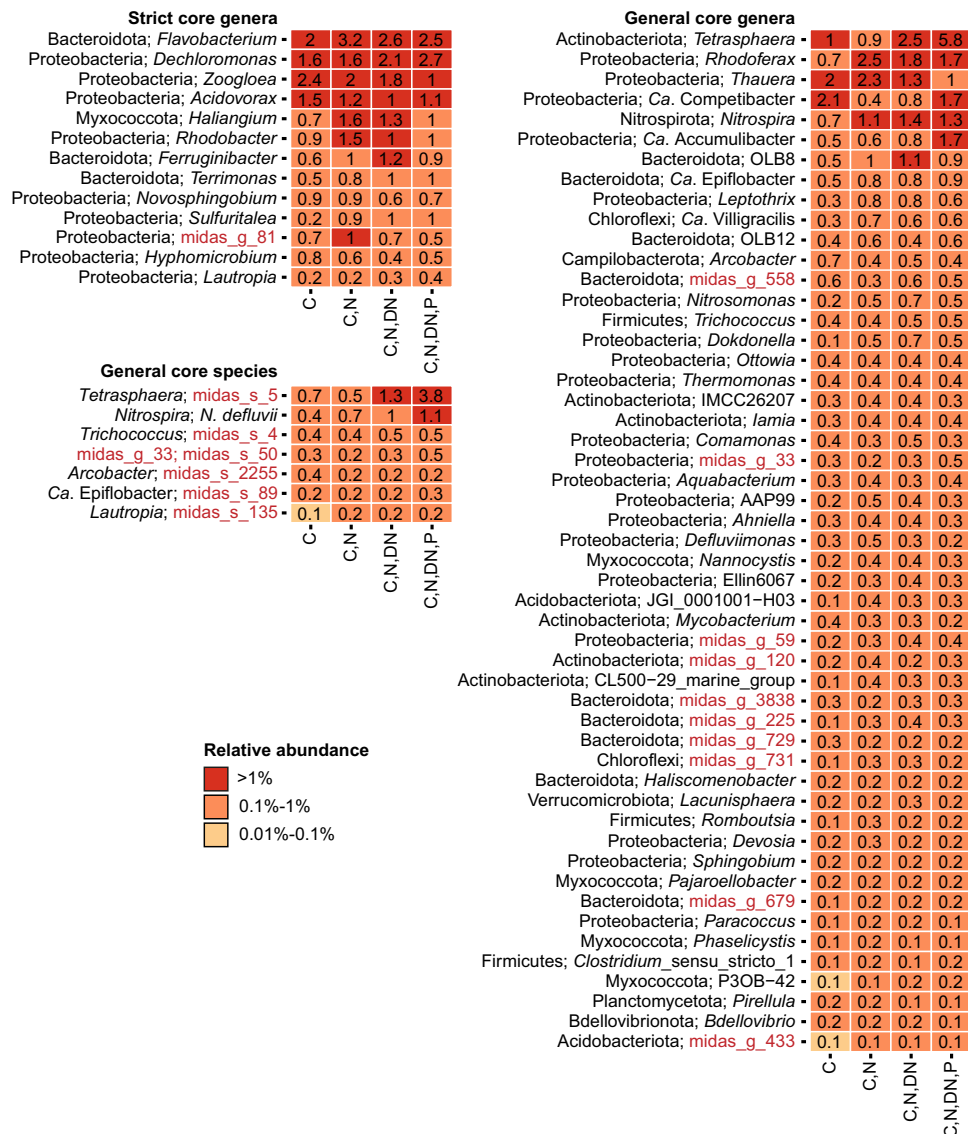 Strict core genera
Bacteroidota; Flavobacterium 2 3.2 2.6 2.5
Proteobacteria; Dechloromonas 1.6 1.6 2.1 2.7
Proteobacteria; Zoogloea 2.4 2 1.8 1
Proteobacteria; Acidovorax 1.5 1.2 1 1.1
Myxococcota; Haliangium 0.7 1.6 1.3 1
Proteobacteria; Rhodobacter 0.9 1.5 1 1
Bacteroidota; Ferruginibacter 0.6 1 1.2 0.9
Bacteroidota; Terrimonas 0.5 0.8 1 1
Proteobacteria; Novosphingobium 0.9 0.9 0.6 0.7
Proteobacteria; Sulfuritalea 0.2 0.9 1 1
Proteobacteria; midas_g_81 0.7 1 0.7 0.5
Proteobacteria; Hyphomicrobium 0.8 0.6 0.4 0.5
Proteobacteria; Lautropia 0.2 0.2 0.3 0.4
C C,N C,N,DN C,N,DN,P
General core species
Tetrasphaera; midas_s_5 0.7 0.5 1.3 3.8
Nitrospira; N. defluvii 0.4 0.7 1 1.1
Trichococcus; midas_s_4 0.4 0.4 0.5 0.5
midas_g_33; midas_s_50 0.3 0.2 0.3 0.5
Arcobacter; midas_s_2255 0.4 0.2 0.2 0.2
Ca. Epiflobacter; midas_s_89 0.2 0.2 0.2 0.3
Lautropia; midas_s_135 0.1 0.2 0.2 0.2
C C,N C,N,DN C,N,DN,P
Relative abundance
>1%
0.1%-1%
0.01%-0.1%
General core genera
Actinobacteriota; Tetrasphaera 1 0.9 2.5 5.8
Proteobacteria; Rhodoferax 0.7 2.5 1.8 1.7
Proteobacteria; Thauera 2 2.3 1.3 1
Proteobacteria; Ca. Competibacter 2.1 0.4 0.8 1.7
Nitrospirota; Nitrospira 0.7 1.1 1.4 1.3
Proteobacteria; Ca. Accumulibacter 0.5 0.6 0.8 1.7
Bacteroidota; OLB8 0.5 1 1.1 0.9
Bacteroidota; Ca. Epiflobacter 0.5 0.8 0.8 0.9
Proteobacteria; Leptothrix 0.3 0.8 0.8 0.6
Chloroflexi; Ca. Villigracilis 0.3 0.7 0.6 0.6
Bacteroidota; OLB12 0.4 0.6 0.4 0.6
Campilobacterota; Arcobacter 0.7 0.4 0.5 0.4
Bacteroidota; midas_g_558 0.6 0.3 0.6 0.5
Proteobacteria; Nitrosomonas 0.2 0.5 0.7 0.5
Firmicutes; Trichococcus 0.4 0.4 0.5 0.5
Proteobacteria; Dokdonella 0.1 0.5 0.7 0.5
Proteobacteria; Ottowia 0.4 0.4 0.4 0.4
Proteobacteria; Thermomonas 0.4 0.4 0.4 0.4
Actinobacteriota; IMCC26207 0.3 0.4 0.4 0.3
Actinobacteriota; Iamia 0.3 0.4 0.4 0.4
Proteobacteria; Comamonas 0.4 0.3 0.5 0.3
Proteobacteria; midas_g_33 0.3 0.2 0.3 0.5
Proteobacteria; Aquabacterium 0.3 0.4 0.3 0.4
Proteobacteria; AAP99 0.2 0.5 0.4 0.3
Proteobacteria; Ahniella 0.3 0.4 0.4 0.3
Proteobacteria; Defluviimonas 0.3 0.5 0.3 0.2
Myxococcota; Nannocystis 0.2 0.4 0.4 0.3
Proteobacteria; Ellin6067 0.2 0.3 0.4 0.3
Acidobacteriota; JGI_0001001−H03 0.1 0.4 0.3 0.3
Actinobacteriota; Mycobacterium 0.4 0.3 0.3 0.2
Proteobacteria; midas_g_59 0.2 0.3 0.4 0.4
Actinobacteriota; midas_g_120 0.2 0.4 0.2 0.3
Actinobacteriota; CL500−29_marine_group 0.1 0.4 0.3 0.3
Bacteroidota; midas_g_3838 0.3 0.2 0.3 0.3
Bacteroidota; midas_g_225 0.1 0.3 0.4 0.3
Bacteroidota; midas_g_729 0.3 0.2 0.2 0.2
Chloroflexi; midas_g_731 0.1 0.3 0.3 0.2
Bacteroidota; Haliscomenobacter 0.2 0.2 0.2 0.2
Verrucomicrobiota; Lacunisphaera 0.2 0.2 0.3 0.2
Firmicutes; Romboutsia 0.1 0.3 0.2 0.2
Proteobacteria; Devosia 0.2 0.3 0.2 0.2
Proteobacteria; Sphingobium 0.2 0.2 0.2 0.2
Myxococcota; Pajaroellobacter 0.2 0.2 0.2 0.2
Bacteroidota; midas_g_679 0.1 0.2 0.2 0.2
Proteobacteria; Paracoccus 0.1 0.2 0.2 0.1
Myxococcota; Phaselicystis 0.1 0.2 0.1 0.1
Firmicutes; Clostridium_sensu_stricto_1 0.1 0.2 0.1 0.2
Myxococcota; P3OB−42 0.1 0.1 0.2 0.2
Planctomycetota; Pirellula 0.2 0.2 0.1 0.1
Bdellovibrionota; Bdellovibrio 0.2 0.2 0.2 0.1
Acidobacteriota; midas_g_433 0.1 0.1 0.1 0.1
C C,N C,N,DN C,N,DN,P